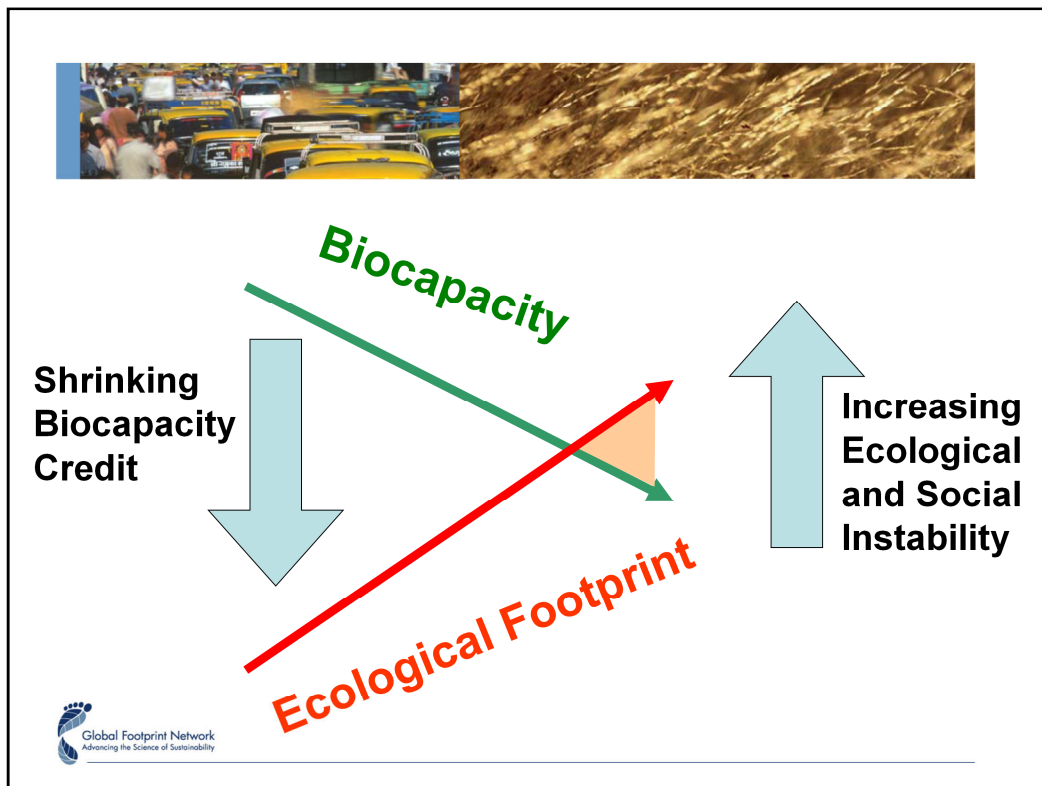 Biocapacity
Shrinking
Biocapacity
Credit
Increasing
Ecological
and Social
Instability
Ecological Footprint
Global Footprint Network
Advancing the Science of Sustainability